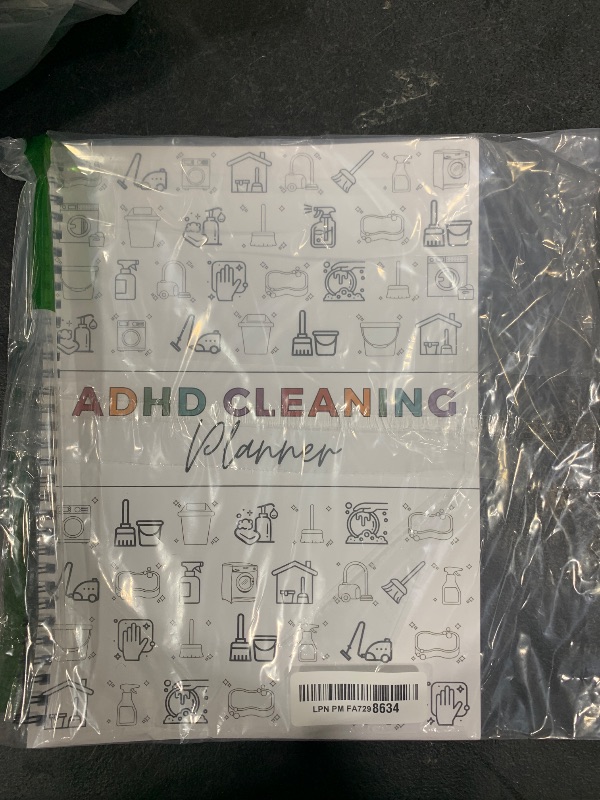 ADHD CLEANING
Planner
LPN PM FA7298634